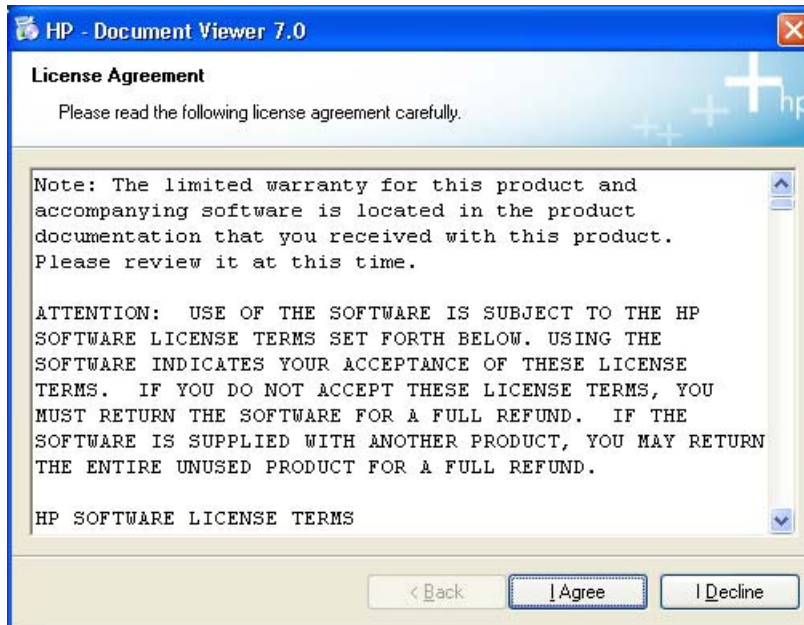 HP - Document Viewer 7.0
License Agreement
Please read the following license agreement carefully.
hp
Note: The limited warranty for this product and
accompanying software is located in the product
documentation that you received with this product.
Please review it at this time.
ATTENTION:  USE OF THE SOFTWARE IS SUBJECT TO THE HP
SOFTWARE LICENSE TERMS SET FORTH BELOW. USING THE
SOFTWARE INDICATES YOUR ACCEPTANCE OF THESE LICENSE
TERMS.  IF YOU DO NOT ACCEPT THESE LICENSE TERMS, YOU
MUST RETURN THE SOFTWARE FOR A FULL REFUND.  IF THE
SOFTWARE IS SUPPLIED WITH ANOTHER PRODUCT, YOU MAY RETURN
THE ENTIRE UNUSED PRODUCT FOR A FULL REFUND.
HP SOFTWARE LICENSE TERMS
< Back I Agree I Decline